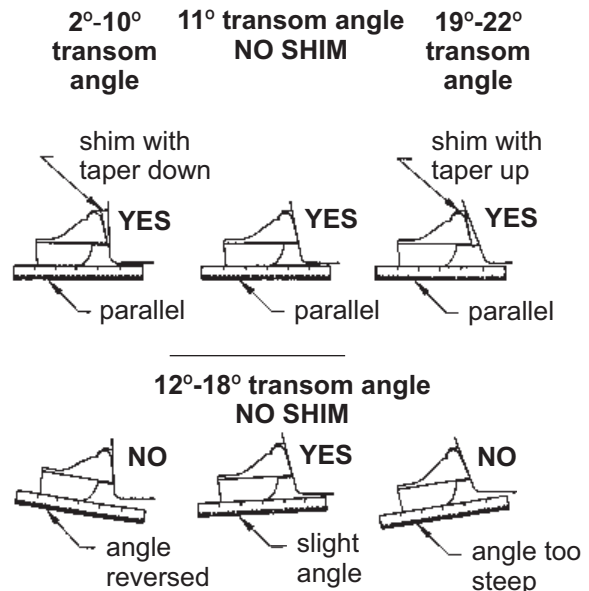 2°-10°
transom
angle
11° transom angle
NO SHIM
19°-22°
transom
angle
shim with
taper down
YES
parallel
YES
parallel
shim with
taper up
YES
parallel
12°-18° transom angle
NO SHIM
NO
angle
reversed
YES
slight
angle
NO
angle too
steep